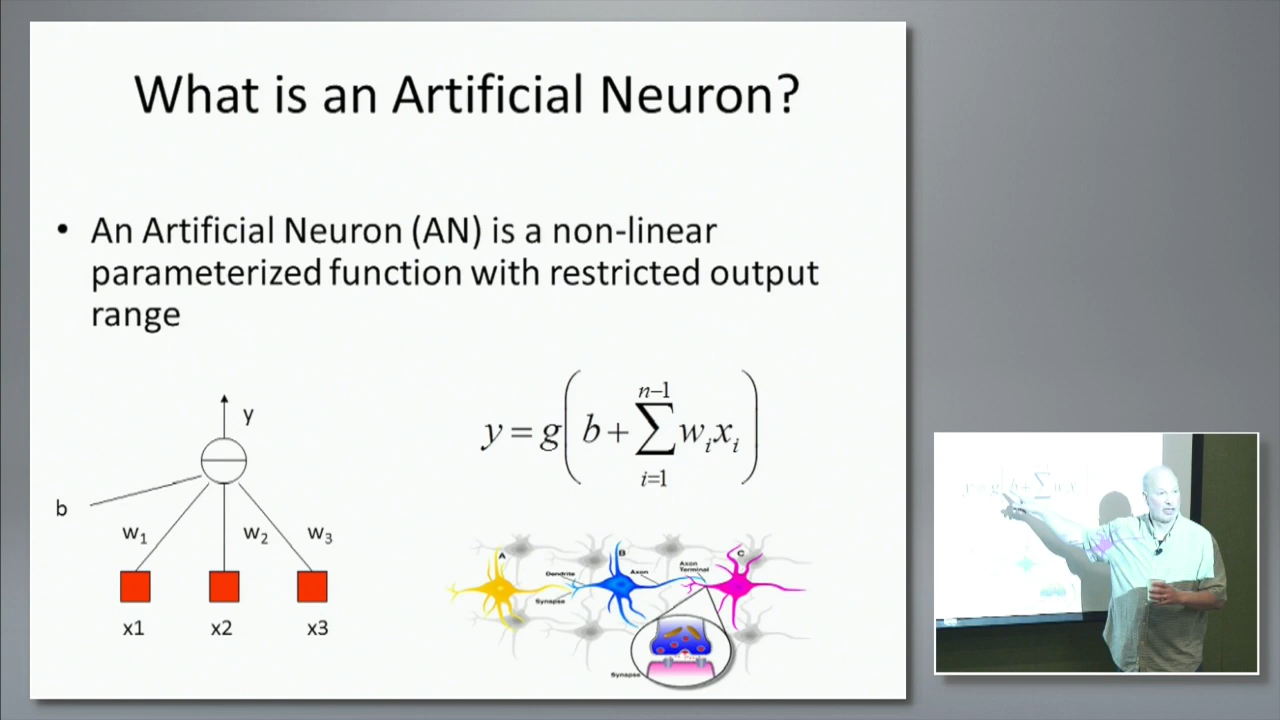 What is an Artificial Neuron?
• An Artificial Neuron (AN) is a non-linear
parameterized function with restricted output
range
y
b
w₁
w₂
w₃
x1
x2
x3
n−1
y = g( b + ∑ wᵢxᵢ )
i=1
A
B
C
Dendrite
Axon
Axon
Terminal
Synapse
Synapse